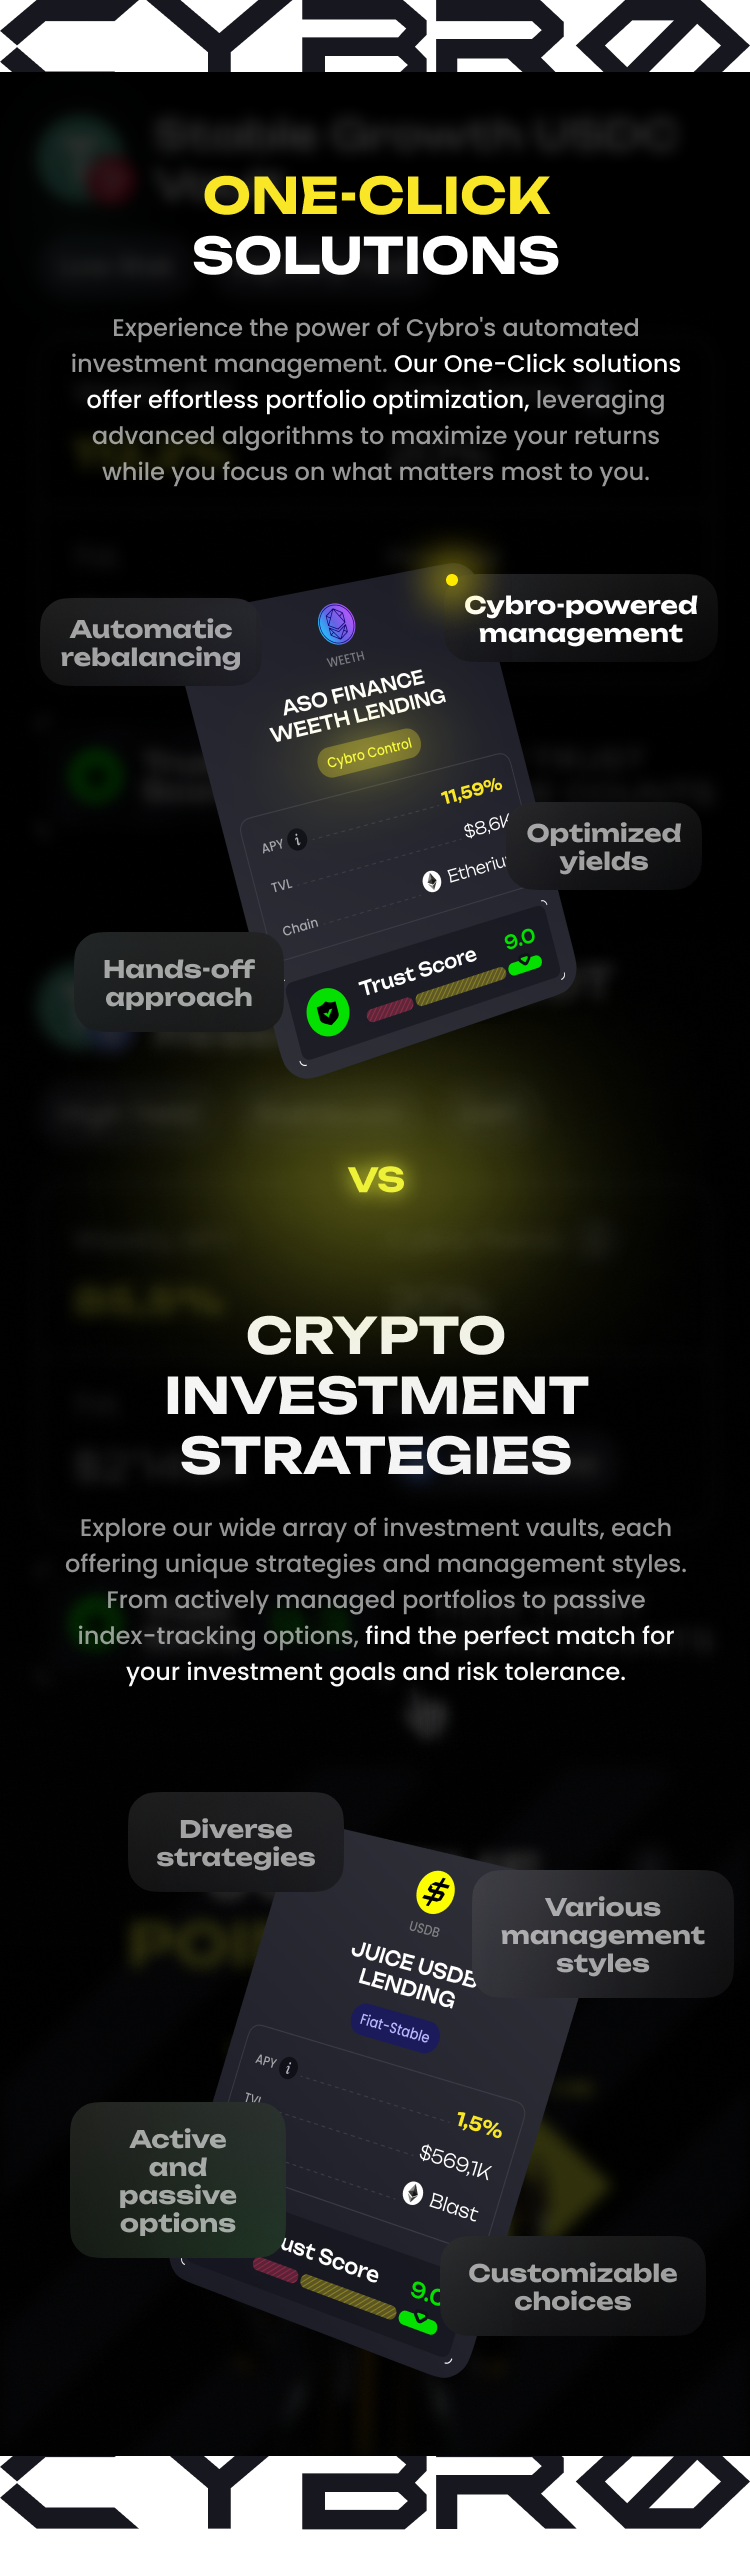 CYBRO
ONE-CLICK
SOLUTIONS
Experience the power of Cybro's automated
investment management. Our One-Click solutions
offer effortless portfolio optimization, leveraging
advanced algorithms to maximize your returns
while you focus on what matters most to you.
Automatic
rebalancing
Cybro-powered
management
WEETH
ASO FINANCE
WEETH LENDING
Cybro Control
APY i 11,59%
TVL $8,6K
Chain Etheriu
Optimized
yields
Hands-off
approach
Trust Score 9.0
VS
CRYPTO
INVESTMENT
STRATEGIES
Explore our wide array of investment vaults, each
offering unique strategies and management styles.
From actively managed portfolios to passive
index-tracking options, find the perfect match for
your investment goals and risk tolerance.
Diverse
strategies
Various
management
styles
USDB
JUICE USDB
LENDING
Fiat-Stable
APY i 1,5%
TVL $569,1K
Blast
Active
and
passive
options
ust Score 9.0
Customizable
choices
CYBRO